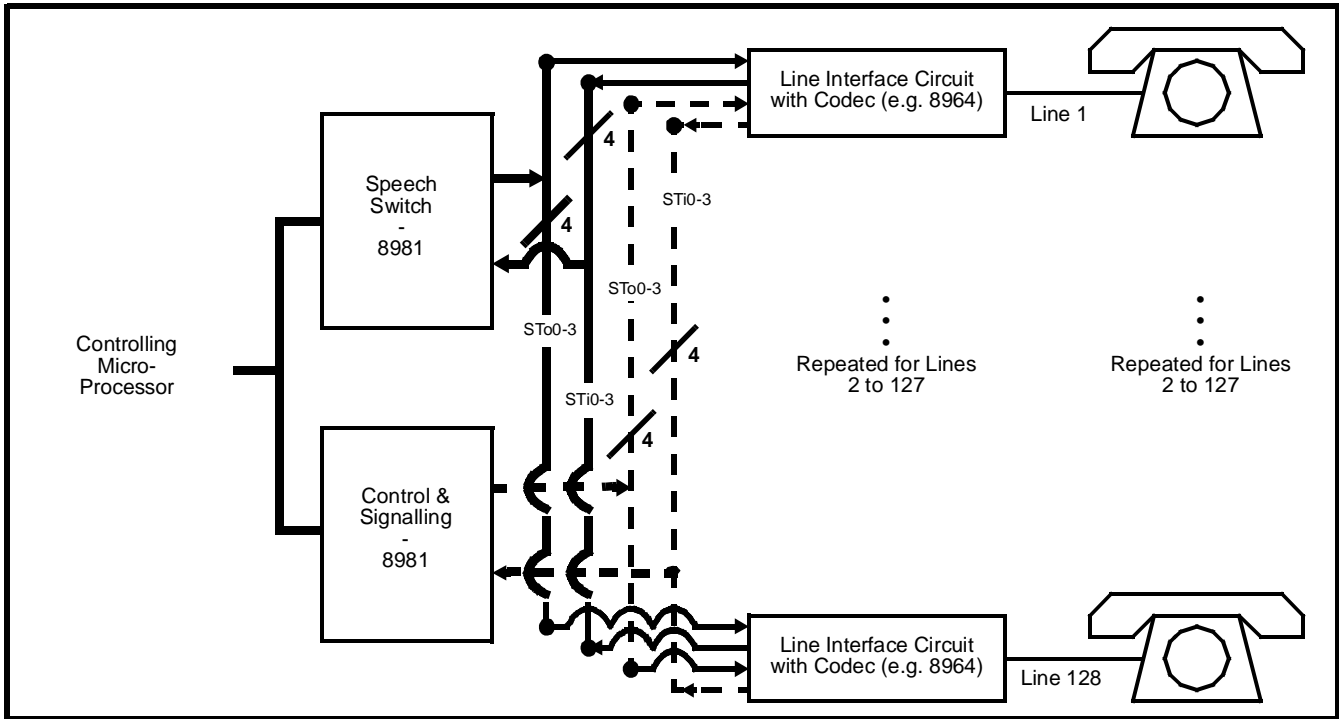 Line Interface Circuit
with Codec (e.g. 8964)
Line 1
4
Speech
Switch
-
8981
4
STi0-3
STo0-3
STo0-3
4
Controlling
Micro-
Processor
Repeated for Lines
2 to 127
Repeated for Lines
2 to 127
STi0-3
4
Control &
Signalling
-
8981
Line Interface Circuit
with Codec (e.g. 8964)
Line 128